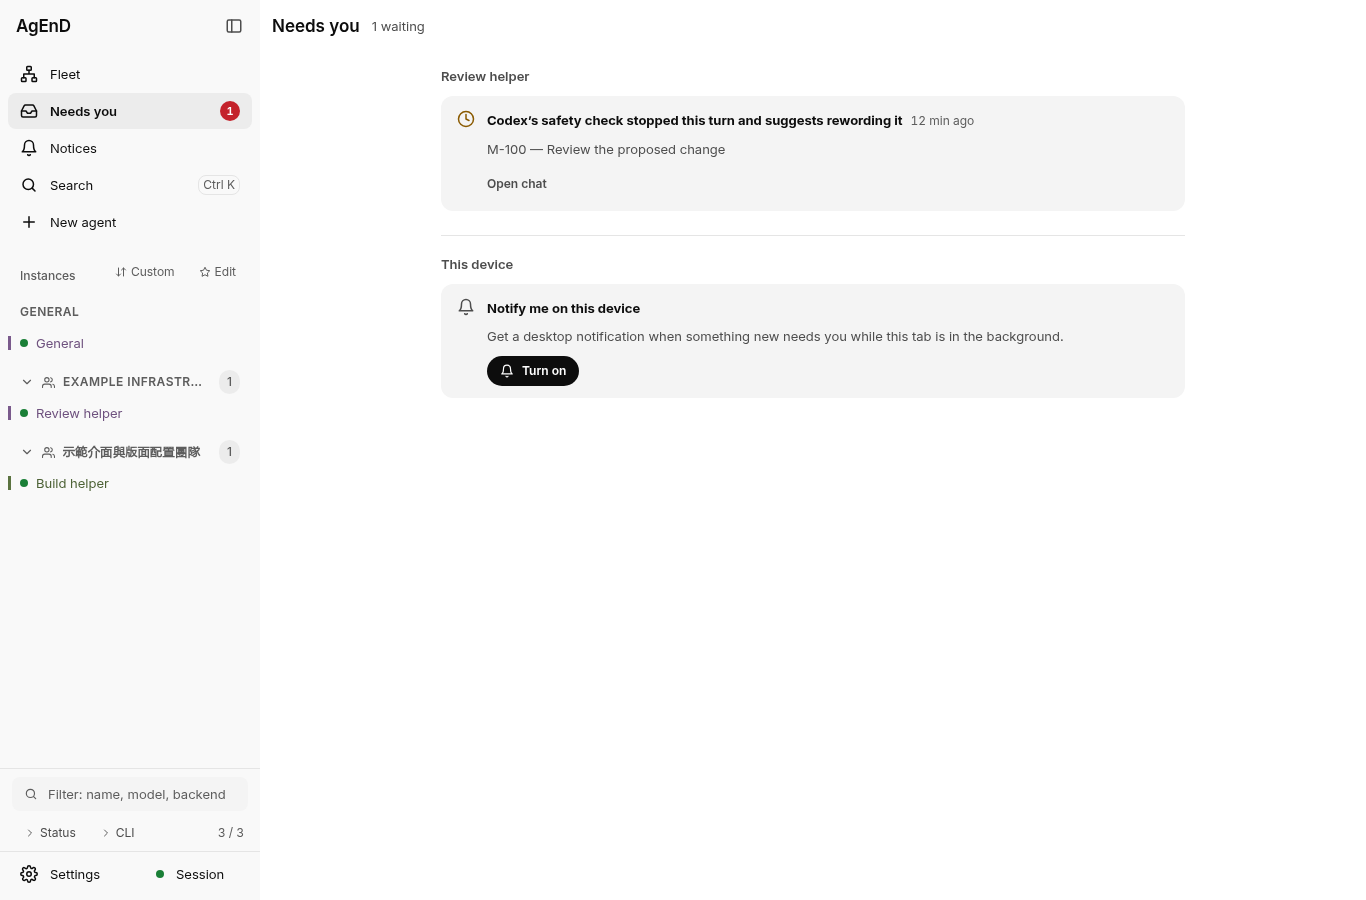 AgEnD
Fleet
Needs you 1
Notices
Search Ctrl K
New agent
Instances Custom Edit
GENERAL
General
EXAMPLE INFRASTR... 1
Review helper
示範介面與版面配置團隊 1
Build helper
Filter: name, model, backend
Status CLI 3 / 3
Settings Session
Needs you 1 waiting
Review helper
Codex’s safety check stopped this turn and suggests rewording it 12 min ago
M-100 — Review the proposed change
Open chat
This device
Notify me on this device
Get a desktop notification when something new needs you while this tab is in the background.
Turn on